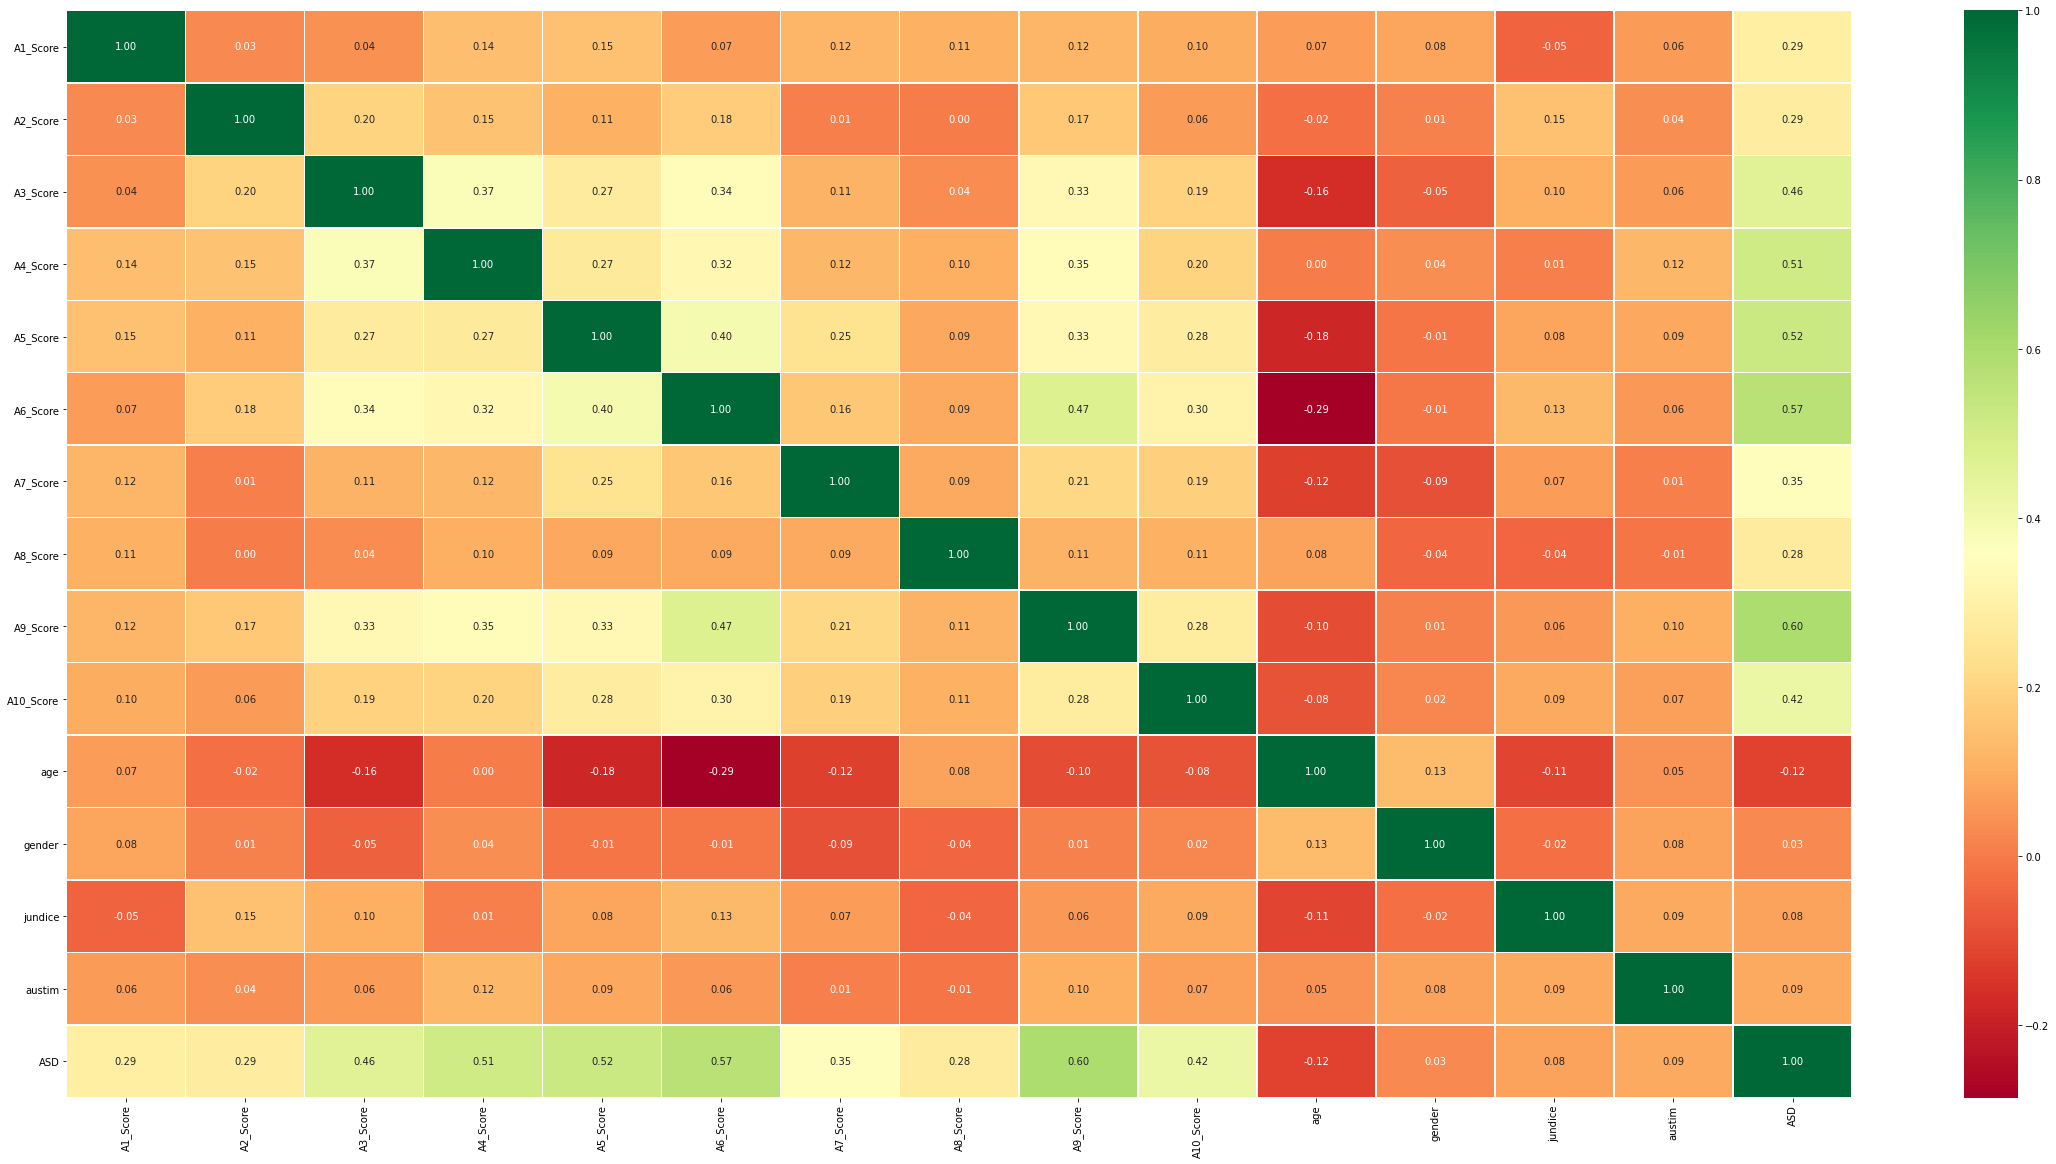 A1_Score 1.00 0.03 0.04 0.14 0.15 0.07 0.12 0.11 0.12 0.10 0.07 0.08 -0.05 0.06 0.29
A2_Score 0.03 1.00 0.20 0.15 0.11 0.18 0.01 0.00 0.17 0.06 -0.02 0.01 0.15 0.04 0.29
A3_Score 0.04 0.20 1.00 0.37 0.27 0.34 0.11 0.04 0.33 0.19 -0.16 -0.05 0.10 0.06 0.46
A4_Score 0.14 0.15 0.37 1.00 0.27 0.32 0.12 0.10 0.35 0.20 0.00 0.04 0.01 0.12 0.51
A5_Score 0.15 0.11 0.27 0.27 1.00 0.40 0.25 0.09 0.33 0.28 -0.18 -0.01 0.08 0.09 0.52
A6_Score 0.07 0.18 0.34 0.32 0.40 1.00 0.16 0.09 0.47 0.30 -0.29 -0.01 0.13 0.06 0.57
A7_Score 0.12 0.01 0.11 0.12 0.25 0.16 1.00 0.09 0.21 0.19 -0.12 -0.09 0.07 0.01 0.35
A8_Score 0.11 0.00 0.04 0.10 0.09 0.09 0.09 1.00 0.11 0.11 0.08 -0.04 -0.04 -0.01 0.28
A9_Score 0.12 0.17 0.33 0.35 0.33 0.47 0.21 0.11 1.00 0.28 -0.10 0.01 0.06 0.10 0.60
A10_Score 0.10 0.06 0.19 0.20 0.28 0.30 0.19 0.11 0.28 1.00 -0.08 0.02 0.09 0.07 0.42
age 0.07 -0.02 -0.16 0.00 -0.18 -0.29 -0.12 0.08 -0.10 -0.08 1.00 0.13 -0.11 0.05 -0.12
gender 0.08 0.01 -0.05 0.04 -0.01 -0.01 -0.09 -0.04 0.01 0.02 0.13 1.00 -0.02 0.08 0.03
jundice -0.05 0.15 0.10 0.01 0.08 0.13 0.07 -0.04 0.06 0.09 -0.11 -0.02 1.00 0.09 0.08
austim 0.06 0.04 0.06 0.12 0.09 0.06 0.01 -0.01 0.10 0.07 0.05 0.08 0.09 1.00 0.09
ASD 0.29 0.29 0.46 0.51 0.52 0.57 0.35 0.28 0.60 0.42 -0.12 0.03 0.08 0.09 1.00
A1_Score A2_Score A3_Score A4_Score A5_Score A6_Score A7_Score A8_Score A9_Score A10_Score age gender jundice austim ASD
1.0
0.8
0.6
0.4
0.2
0.0
−0.2